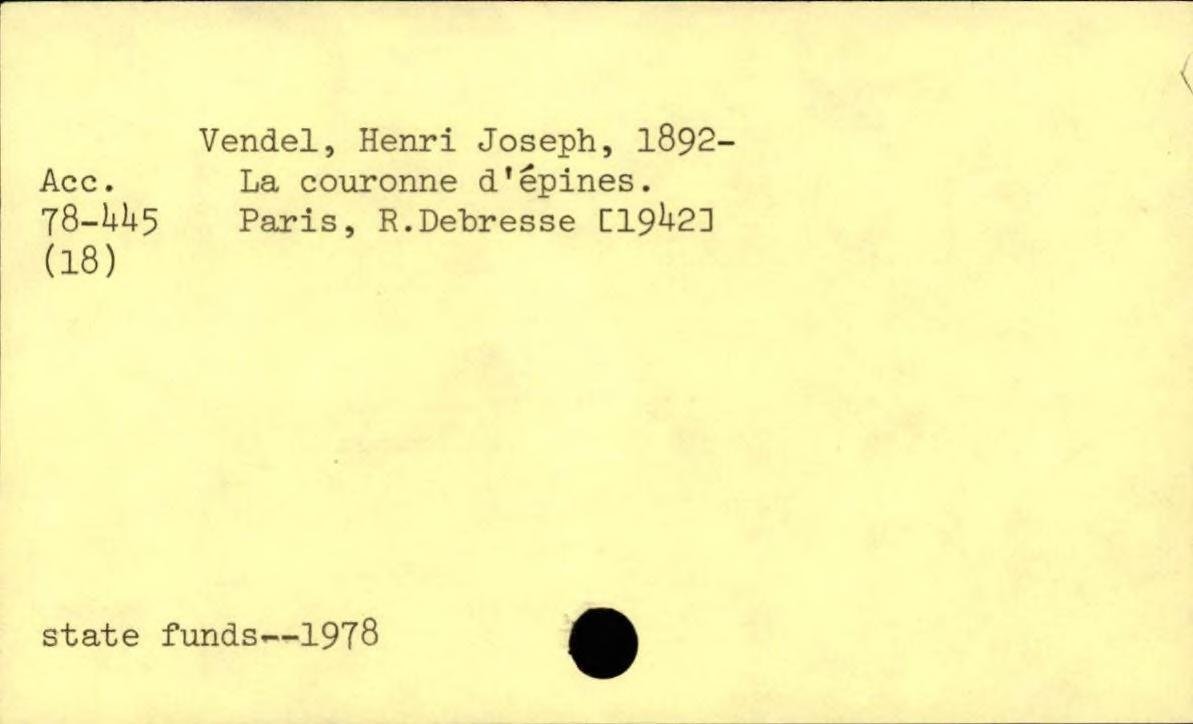 Vendel, Henri Joseph, 1892-
Acc. La couronne d'épines.
78-445 Paris, R.Debresse [1942]
(18)
state funds--1978